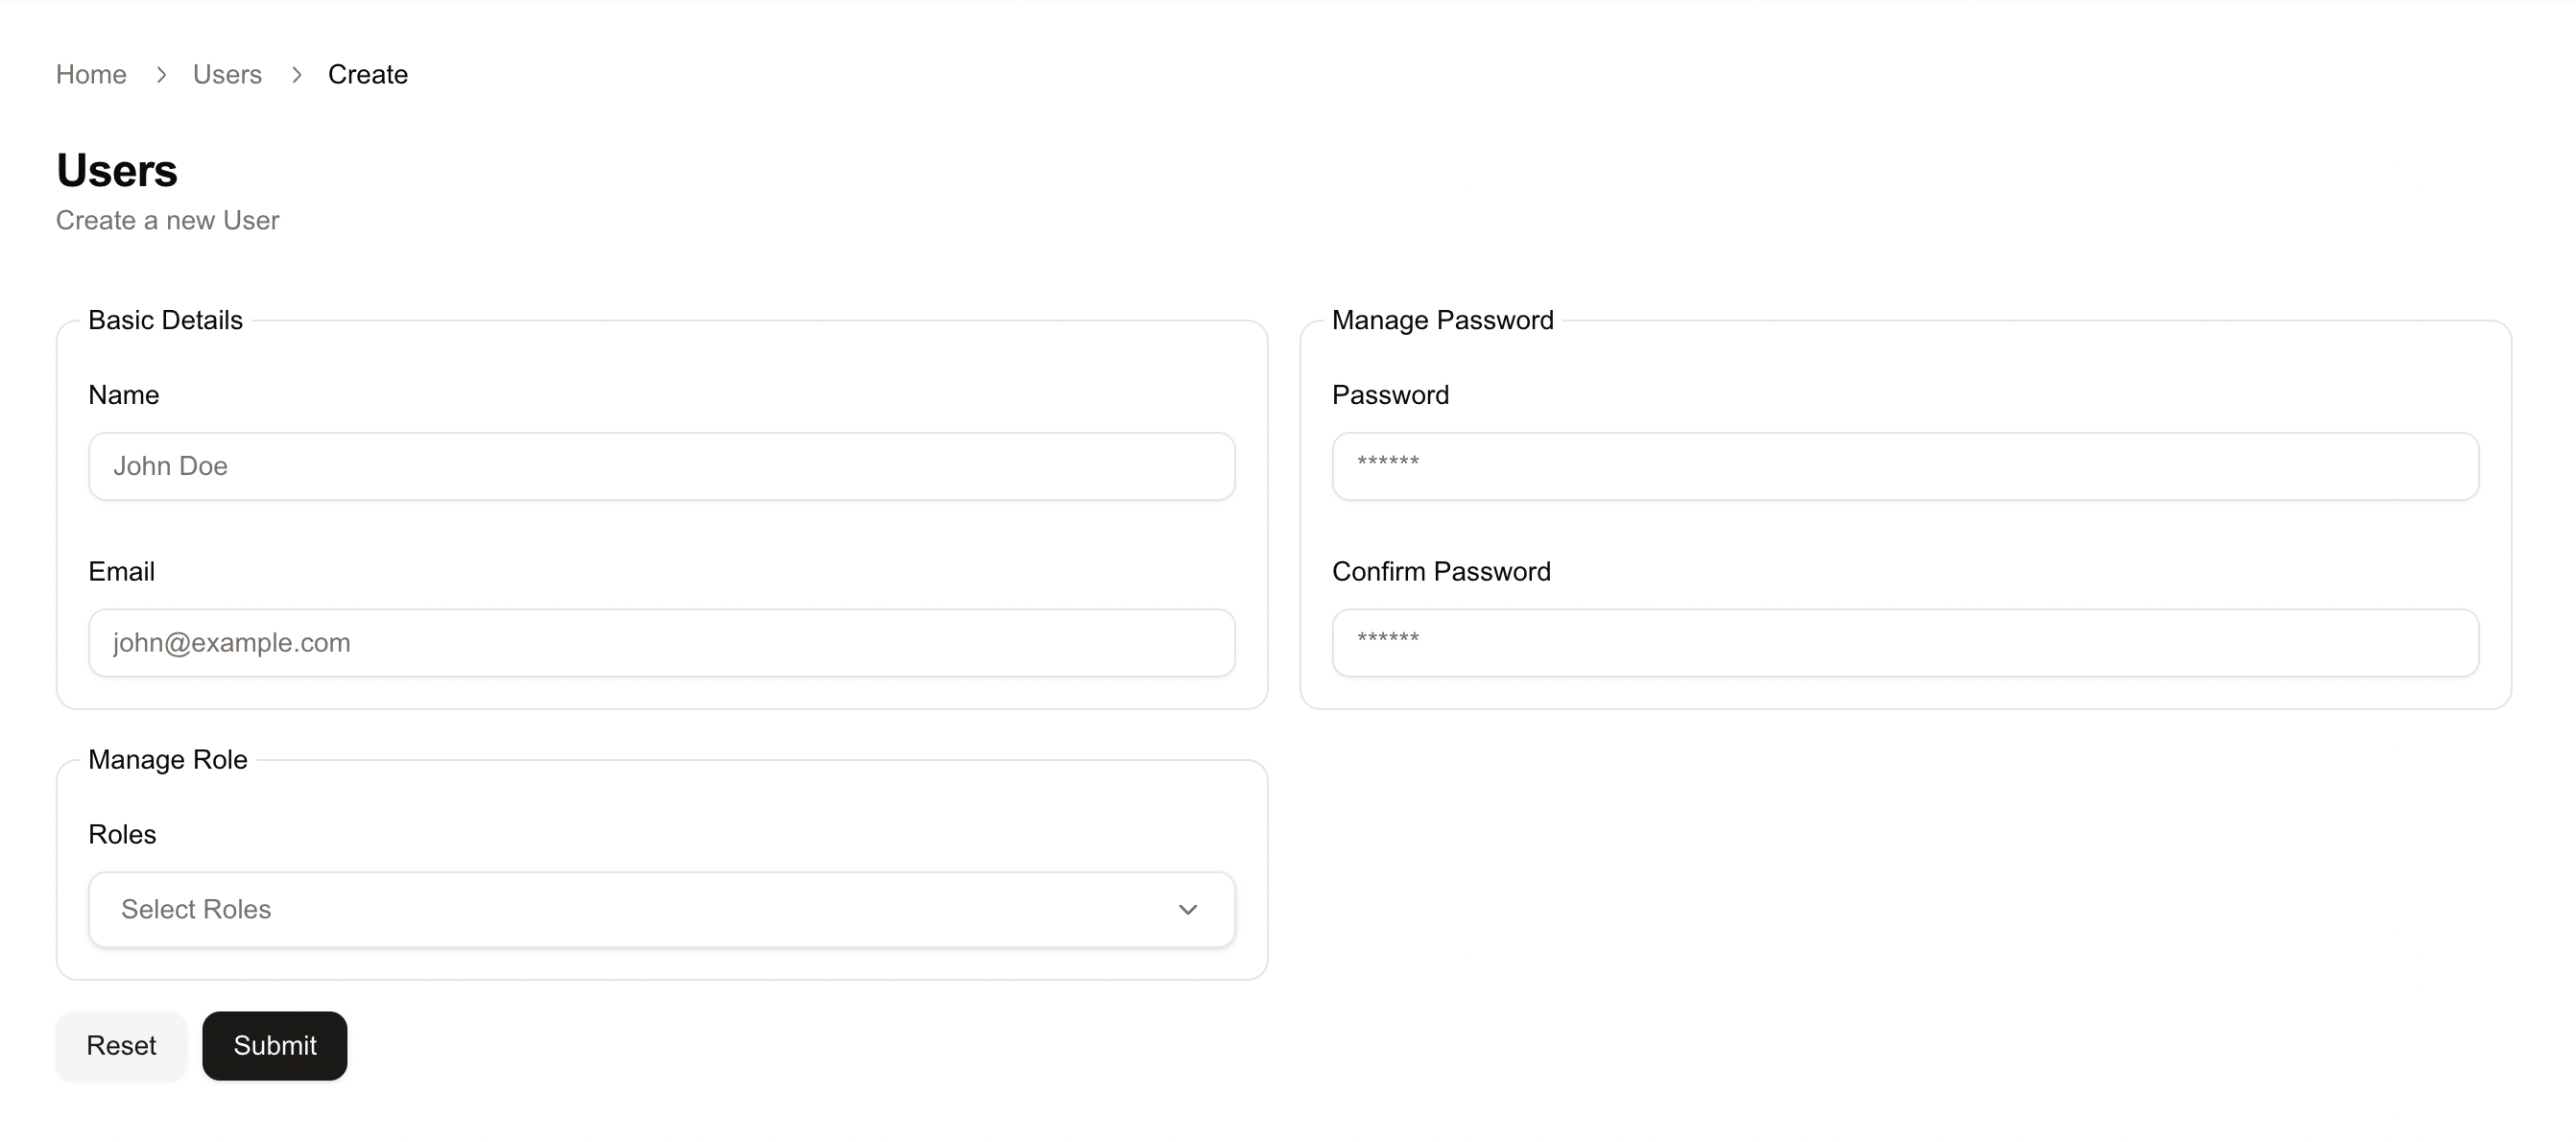 Home > Users > Create
Users
Create a new User
Basic Details
Name
John Doe
Email
john@example.com
Manage Password
Password
******
Confirm Password
******
Manage Role
Roles
Select Roles
Reset
Submit